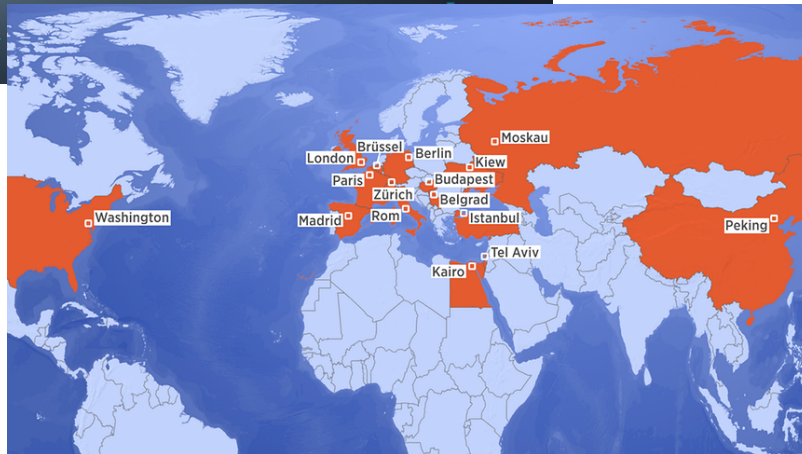 Moskau
Brüssel
Berlin
London
Kiew
Paris
Budapest
Zürich
Belgrad
Rom
Istanbul
Madrid
Washington
Peking
Tel Aviv
Kairo